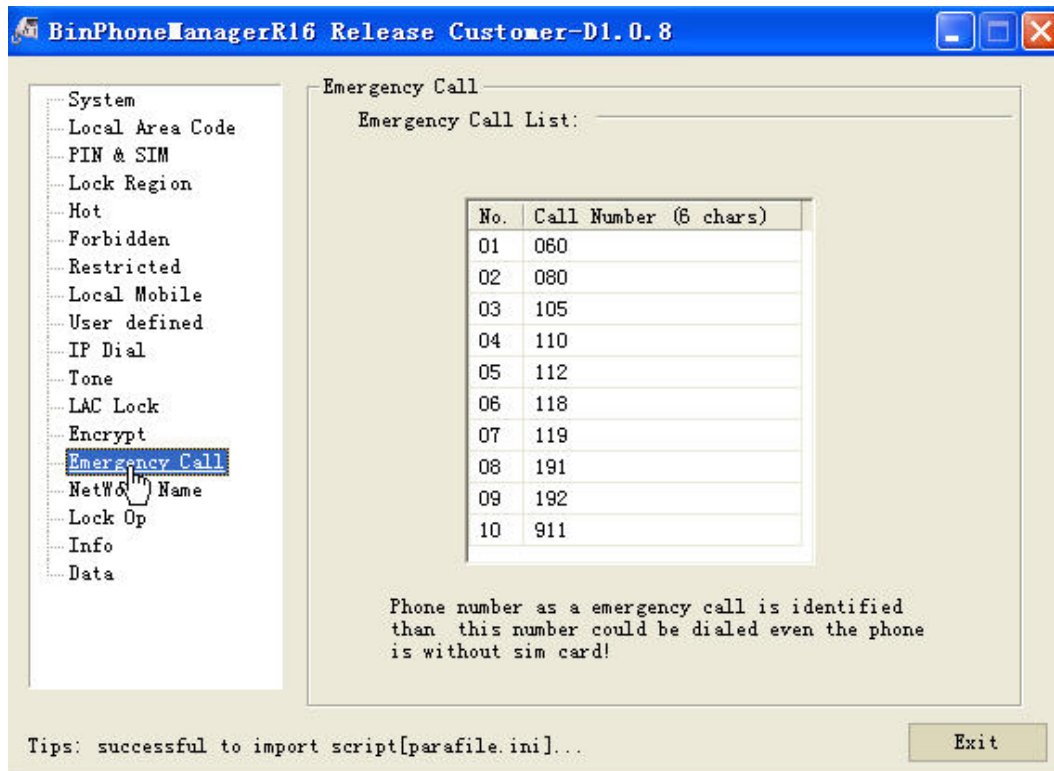 BinPhoneManagerR16 Release Customer-D1.0.8
System
Local Area Code
PIN & SIM
Lock Region
Hot
Forbidden
Restricted
Local Mobile
User defined
IP Dial
Tone
LAC Lock
Encrypt
Emergency Call
Name
Lock Op
Info
Data
Emergency Call
Emergency Call List:
No. Call Number (6 chars)
01 060
02 080
03 105
04 110
05 112
06 118
07 119
08 191
09 192
10 911
Phone number as a emergency call is identified
than this number could be dialed even the phone
is without sim card!
Tips: successful to import script[parafile.ini]...
Exit